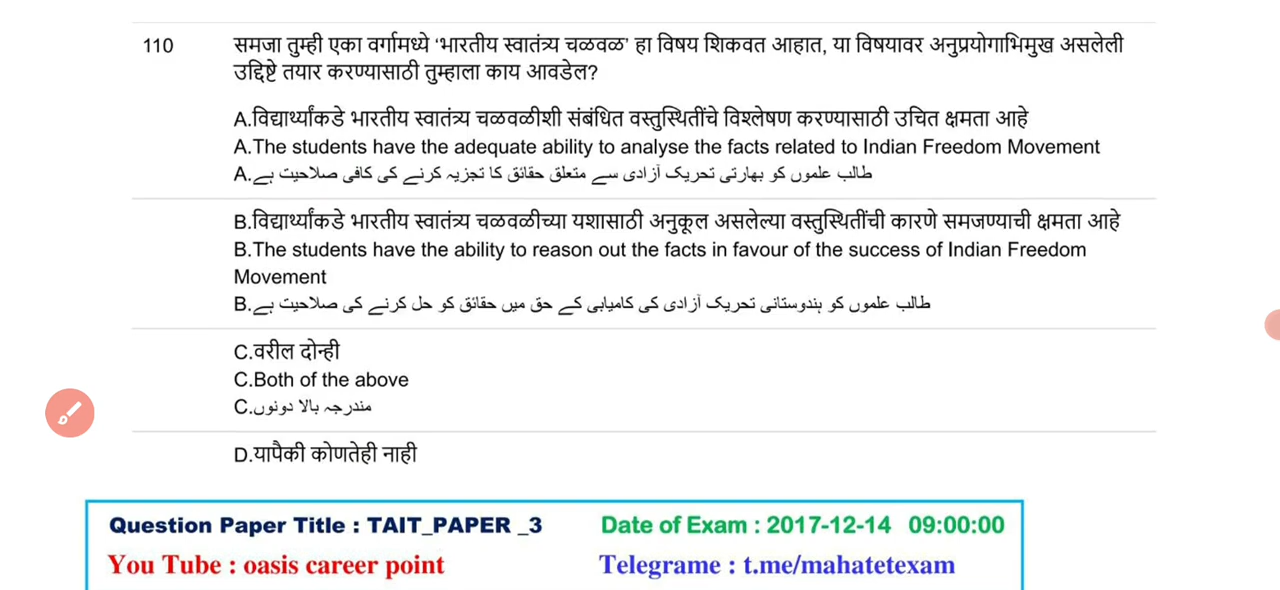 110 समजा तुम्ही एका वर्गामध्ये ‘भारतीय स्वातंत्र्य चळवळ’ हा विषय शिकवत आहात, या विषयावर अनुप्रयोगाभिमुख असलेली
उद्दिष्टे तयार करण्यासाठी तुम्हाला काय आवडेल?
A.विद्यार्थ्यांकडे भारतीय स्वातंत्र्य चळवळीशी संबंधित वस्तुस्थितींचे विश्लेषण करण्यासाठी उचित क्षमता आहे
A.The students have the adequate ability to analyse the facts related to Indian Freedom Movement
A.طالب علموں کو بھارتی تحریک آزادی سے متعلق حقائق کا تجزیہ کرنے کی کافی صلاحیت ہے
B.विद्यार्थ्यांकडे भारतीय स्वातंत्र्य चळवळीच्या यशासाठी अनुकूल असलेल्या वस्तुस्थितींची कारणे समजण्याची क्षमता आहे
B.The students have the ability to reason out the facts in favour of the success of Indian Freedom
Movement
B.طالب علموں کو ہندوستانی تحریک آزادی کی کامیابی کے حق میں حقائق کو حل کرنے کی صلاحیت ہے
C.वरील दोन्ही
C.Both of the above
C.مندرجہ بالا دونوں
D.यापैकी कोणतेही नाही
Question Paper Title : TAIT_PAPER _3 Date of Exam : 2017-12-14 09:00:00
You Tube : oasis career point Telegrame : t.me/mahatetexam